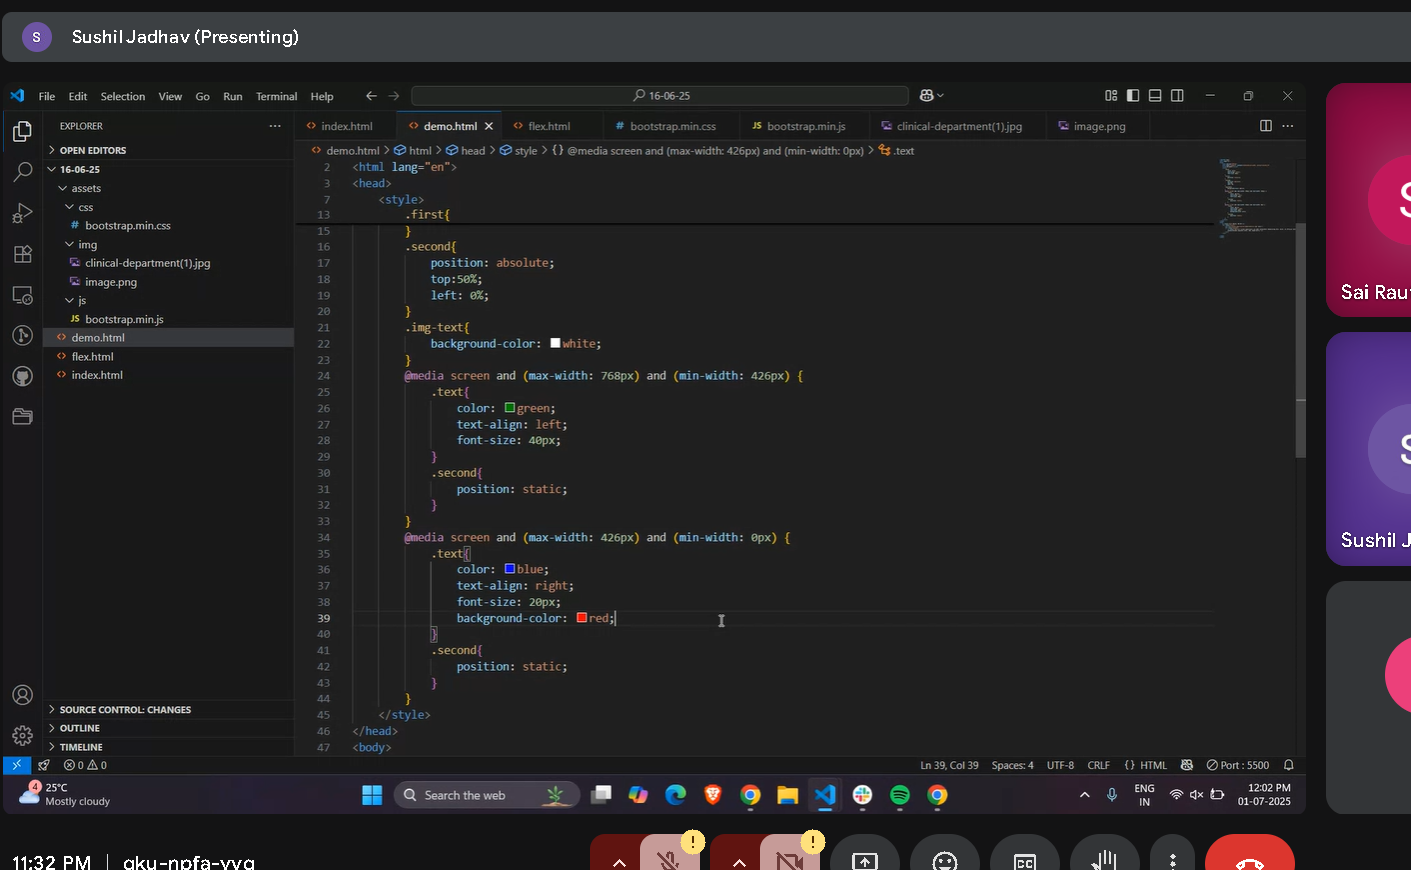 S
Sushil Jadhav (Presenting)
File Edit Selection View Go Run Terminal Help
16-06-25
EXPLORER
index.html
demo.html
flex.html
# bootstrap.min.css
JS bootstrap.min.js
clinical-department(1).jpg
image.png
OPEN EDITORS
demo.html > html > head > style > {} @media screen and (max-width: 426px) and (min-width: 0px) > .text
16-06-25
assets
css
# bootstrap.min.css
img
clinical-department(1).jpg
image.png
js
JS bootstrap.min.js
demo.html
flex.html
index.html
2 <html lang="en">
3 <head>
7 <style>
13 .first{
15 }
16 .second{
17 position: absolute;
18 top:50%;
19 left: 0%;
20 }
21 .img-text{
22 background-color: white;
23 }
24 @media screen and (max-width: 768px) and (min-width: 426px) {
25 .text{
26 color: green;
27 text-align: left;
28 font-size: 40px;
29 }
30 .second{
31 position: static;
32 }
33 }
34 @media screen and (max-width: 426px) and (min-width: 0px) {
35 .text{
36 color: blue;
37 text-align: right;
38 font-size: 20px;
39 background-color: red;
40 }
41 .second{
42 position: static;
43 }
44 }
45 </style>
46 </head>
47 <body>
SOURCE CONTROL: CHANGES
OUTLINE
TIMELINE
0 0
Ln 39, Col 39 Spaces: 4 UTF-8 CRLF {} HTML Port : 5500
4
25°C
Mostly cloudy
Search the web
ENG
IN
12:02 PM
01-07-2025
S
Sai Rau
S
Sushil J
11:32 PM | qku-npfa-yyq
!
!
CC